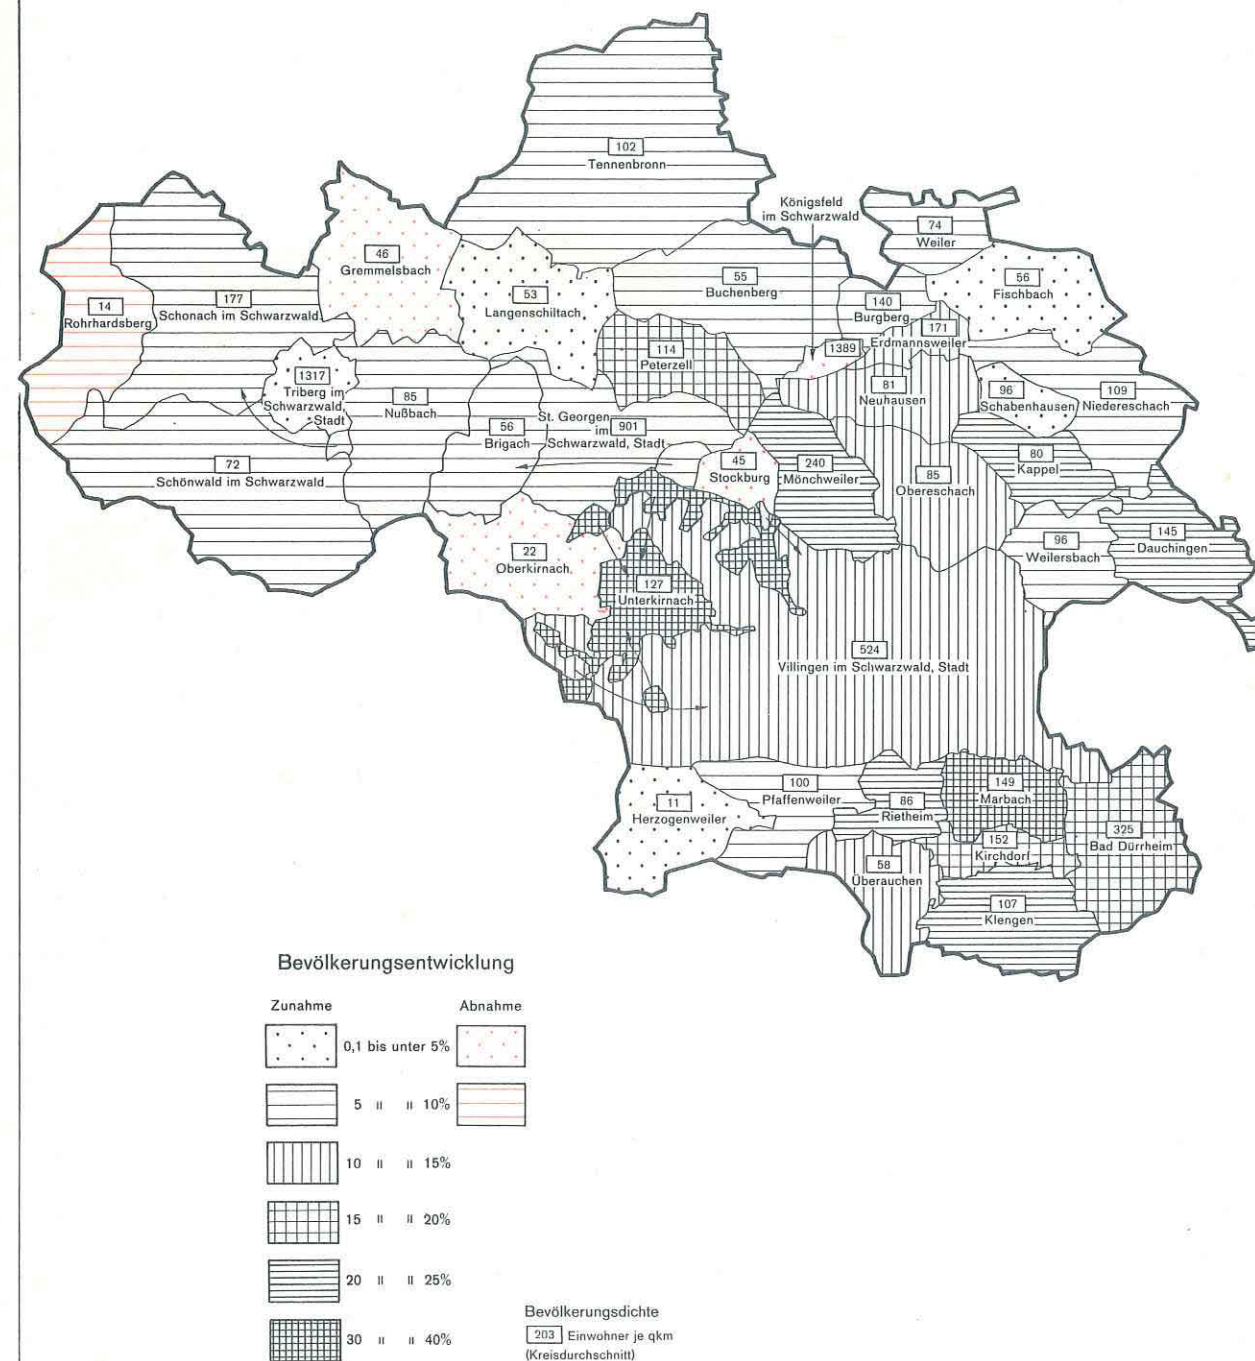 102
Tennenbronn
Königsfeld
im Schwarzwald
74
Weiler
46
Gremmelsbach
56
Fischbach
55
Buchenberg
53
Langenschiltach
14
Rohrhardsberg
177
Schonach im Schwarzwald
140
Burgberg
171
Erdmannsweiler
1389
114
Peterzell
1317
Triberg im
Schwarzwald,
Stadt
85
Nußbach
81
Neuhausen
96
Schabenhausen
109
Niedereschach
56
Brigach
St. Georgen
im
901
Schwarzwald, Stadt
45
Stockburg
240
Mönchweiler
85
Obereschach
80
Kappel
72
Schönwald im Schwarzwald
22
Oberkirnach
127
Unterkirnach
96
Weilersbach
145
Dauchingen
524
Villingen im Schwarzwald, Stadt
11
Herzogenweiler
100
Pfaffenweiler
86
Rietheim
149
Marbach
152
Kirchdorf
325
Bad Dürrheim
58
Überauchen
107
Klengen
Bevölkerungsentwicklung
Zunahme Abnahme
0,1 bis unter 5%
5 " " 10%
10 " " 15%
15 " " 20%
20 " " 25%
30 " " 40%
Bevölkerungsdichte
203 Einwohner je qkm
(Kreisdurchschnitt)